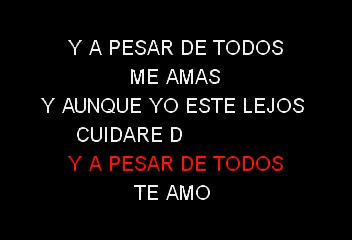 Y A PESAR DE TODOS
ME AMAS
Y AUNQUE YO ESTE LEJOS
CUIDARE D
Y A PESAR DE TODOS
TE AMO